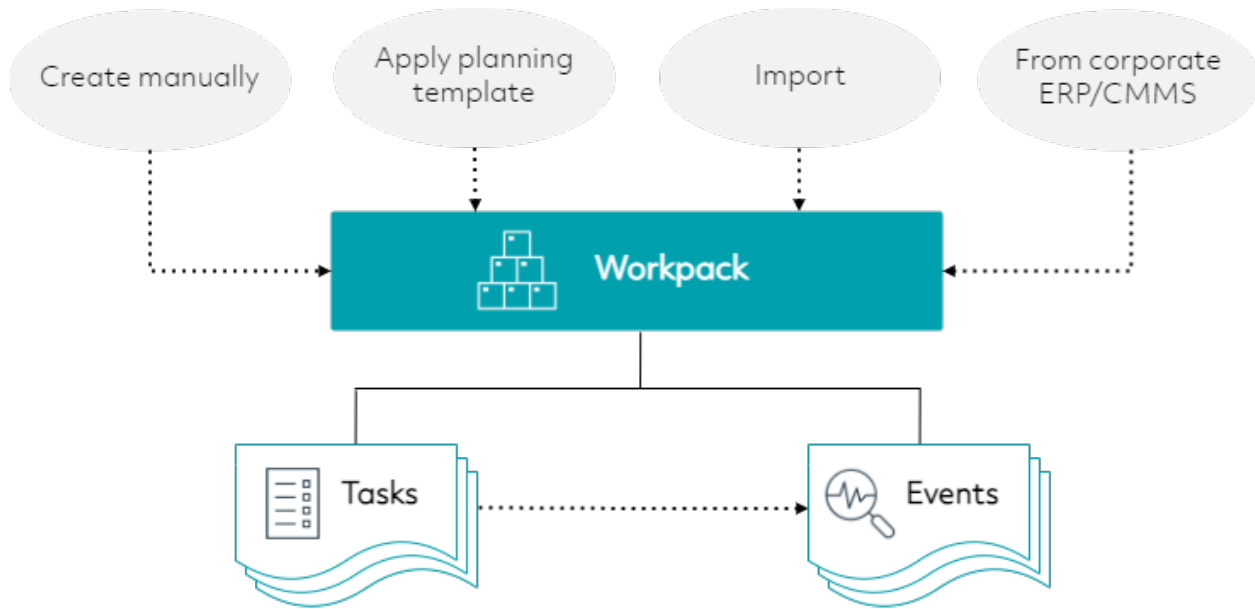 Create manually
Apply planning
template
Import
From corporate
ERP/CMMS
Workpack
Tasks
Events